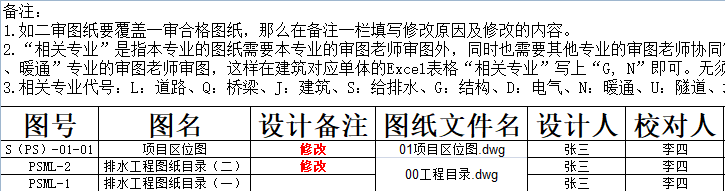 备注:
1.如二审图纸要覆盖一审合格图纸，那么在备注一栏填写修改原因及修改的内容。
2.“相关专业”是指本专业的图纸需要本专业的审图老师审图外，同时也需要其他专业的审图老师协同
、暖通”专业的审图老师审图，这样在建筑对应单体的Excel表格“相关专业”写上“G，N”即可。无须
3.相关专业代号：L：道路、Q：桥梁、J：建筑、S：给排水、G：结构、D：电气、N：暖通、U：隧道、
图号 图名 设计备注 图纸文件名 设计人 校对人
S（PS）-01-01 项目区位图 修改 01项目区位图.dwg 张三 李四
PSML-2 排水工程图纸目录（二） 修改 00工程目录.dwg 张三 李四
PSML-1 排水工程图纸目录（一） 张三 李四